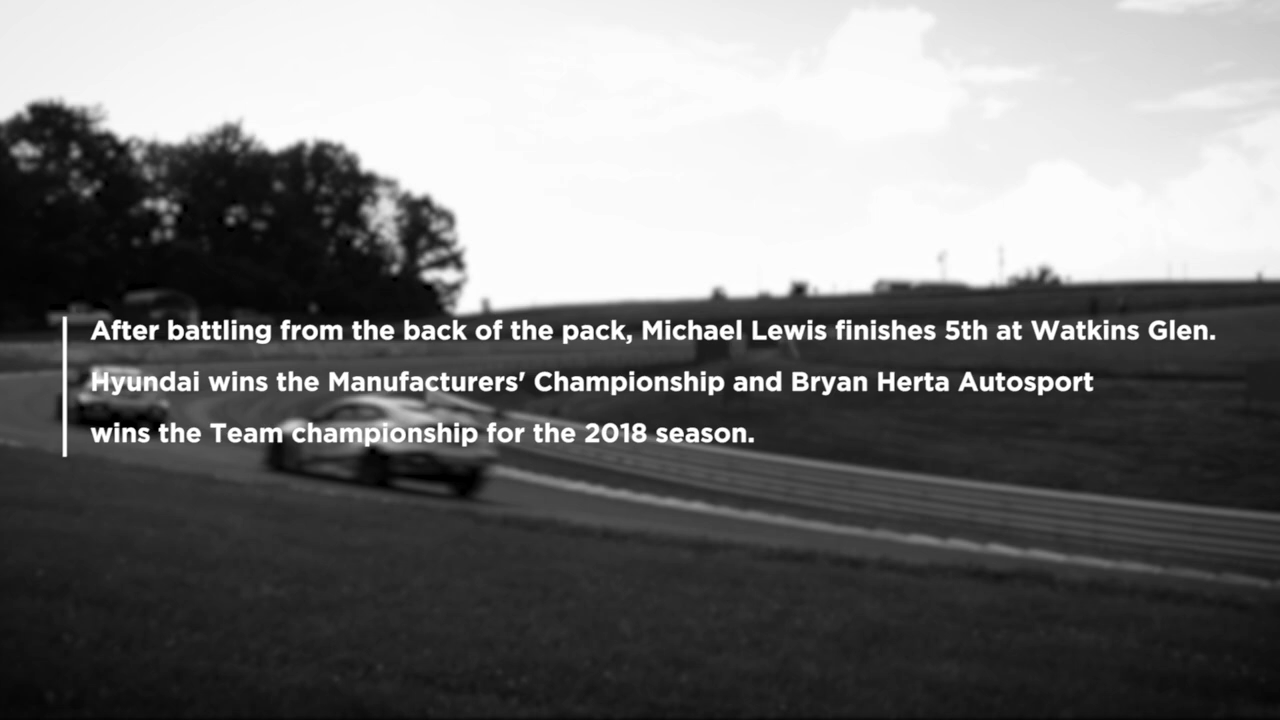 After battling from the back of the pack, Michael Lewis finishes 5th at Watkins Glen.
Hyundai wins the Manufacturers' Championship and Bryan Herta Autosport
wins the Team championship for the 2018 season.